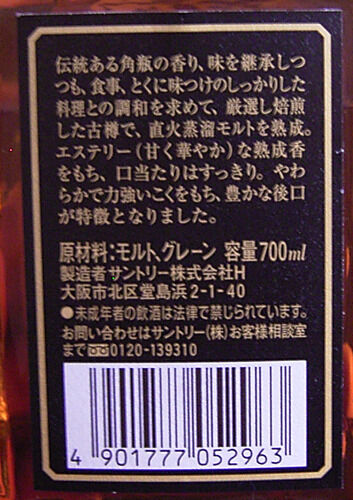 伝統ある角瓶の香り、味を継承しつ
つも、食事、とくに味つけのしっかりした
料理との調和を求めて、厳選し焙煎
した古樽で、直火蒸溜モルトを熟成。
エステリー(甘く華やか)な熟成香
をもち、口当たりはすっきり。やわ
らかで力強いこくをもち、豊かな後口
が特徴となりました。
原材料:モルト、グレーン 容量700ml
製造者サントリー株式会社H
大阪市北区堂島浜2-1-40
●未成年者の飲酒は法律で禁じられています。
お問い合わせはサントリー(株)お客様相談室
まで 0120-139310
4 901777 052963